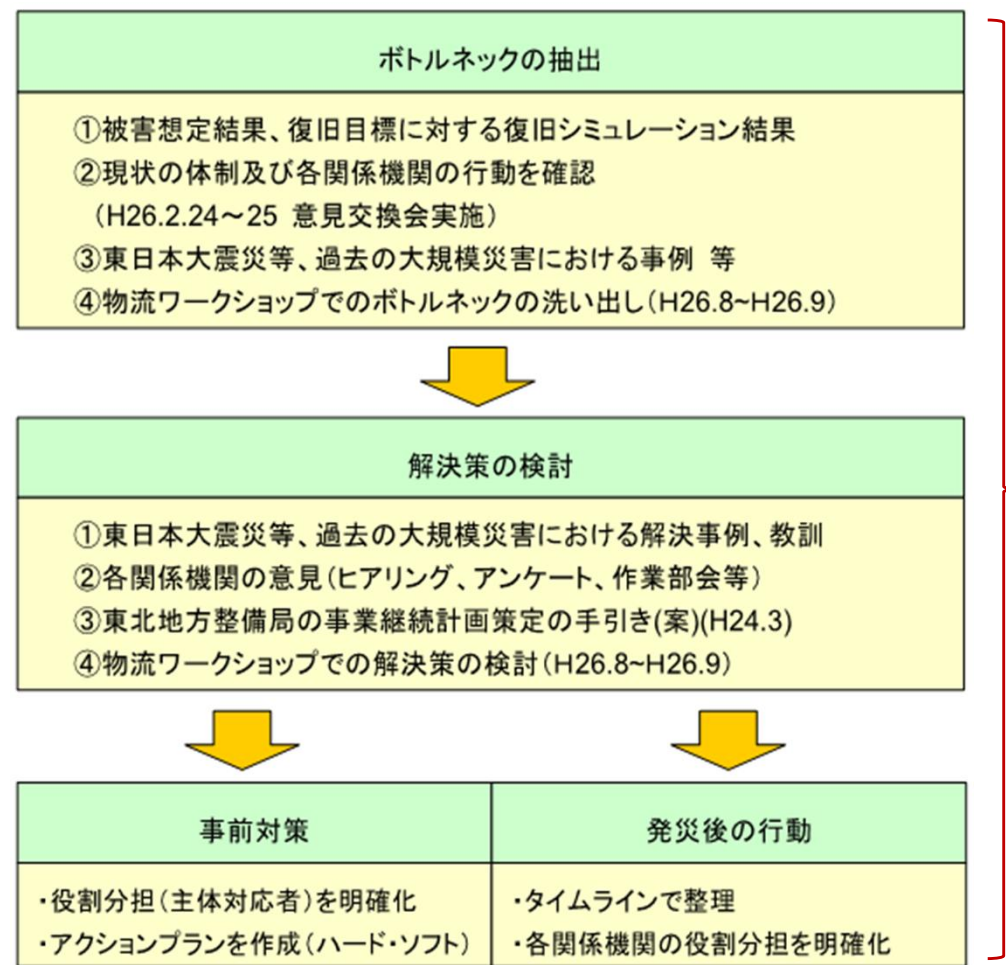 ボトルネックの抽出
①被害想定結果、復旧目標に対する復旧シミュレーション結果
②現状の体制及び各関係機関の行動を確認
（H26.2.24～25 意見交換会実施）
③東日本大震災等、過去の大規模災害における事例 等
④物流ワークショップでのボトルネックの洗い出し（H26.8~H26.9）
解決策の検討
①東日本大震災等、過去の大規模災害における解決事例、教訓
②各関係機関の意見（ヒアリング、アンケート、作業部会等）
③東北地方整備局の事業継続計画策定の手引き(案)(H24.3)
④物流ワークショップでの解決策の検討（H26.8~H26.9）
事前対策
・役割分担（主体対応者）を明確化
・アクションプランを作成（ハード・ソフト）
発災後の行動
・タイムラインで整理
・各関係機関の役割分担を明確化